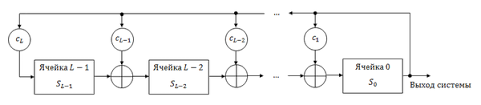 ...
c_L
c_{L-1}
c_{L-2}
c_1
Ячейка L − 1
S_{L-1}
Ячейка L − 2
S_{L-2}
...
Ячейка 0
S_0
Выход системы